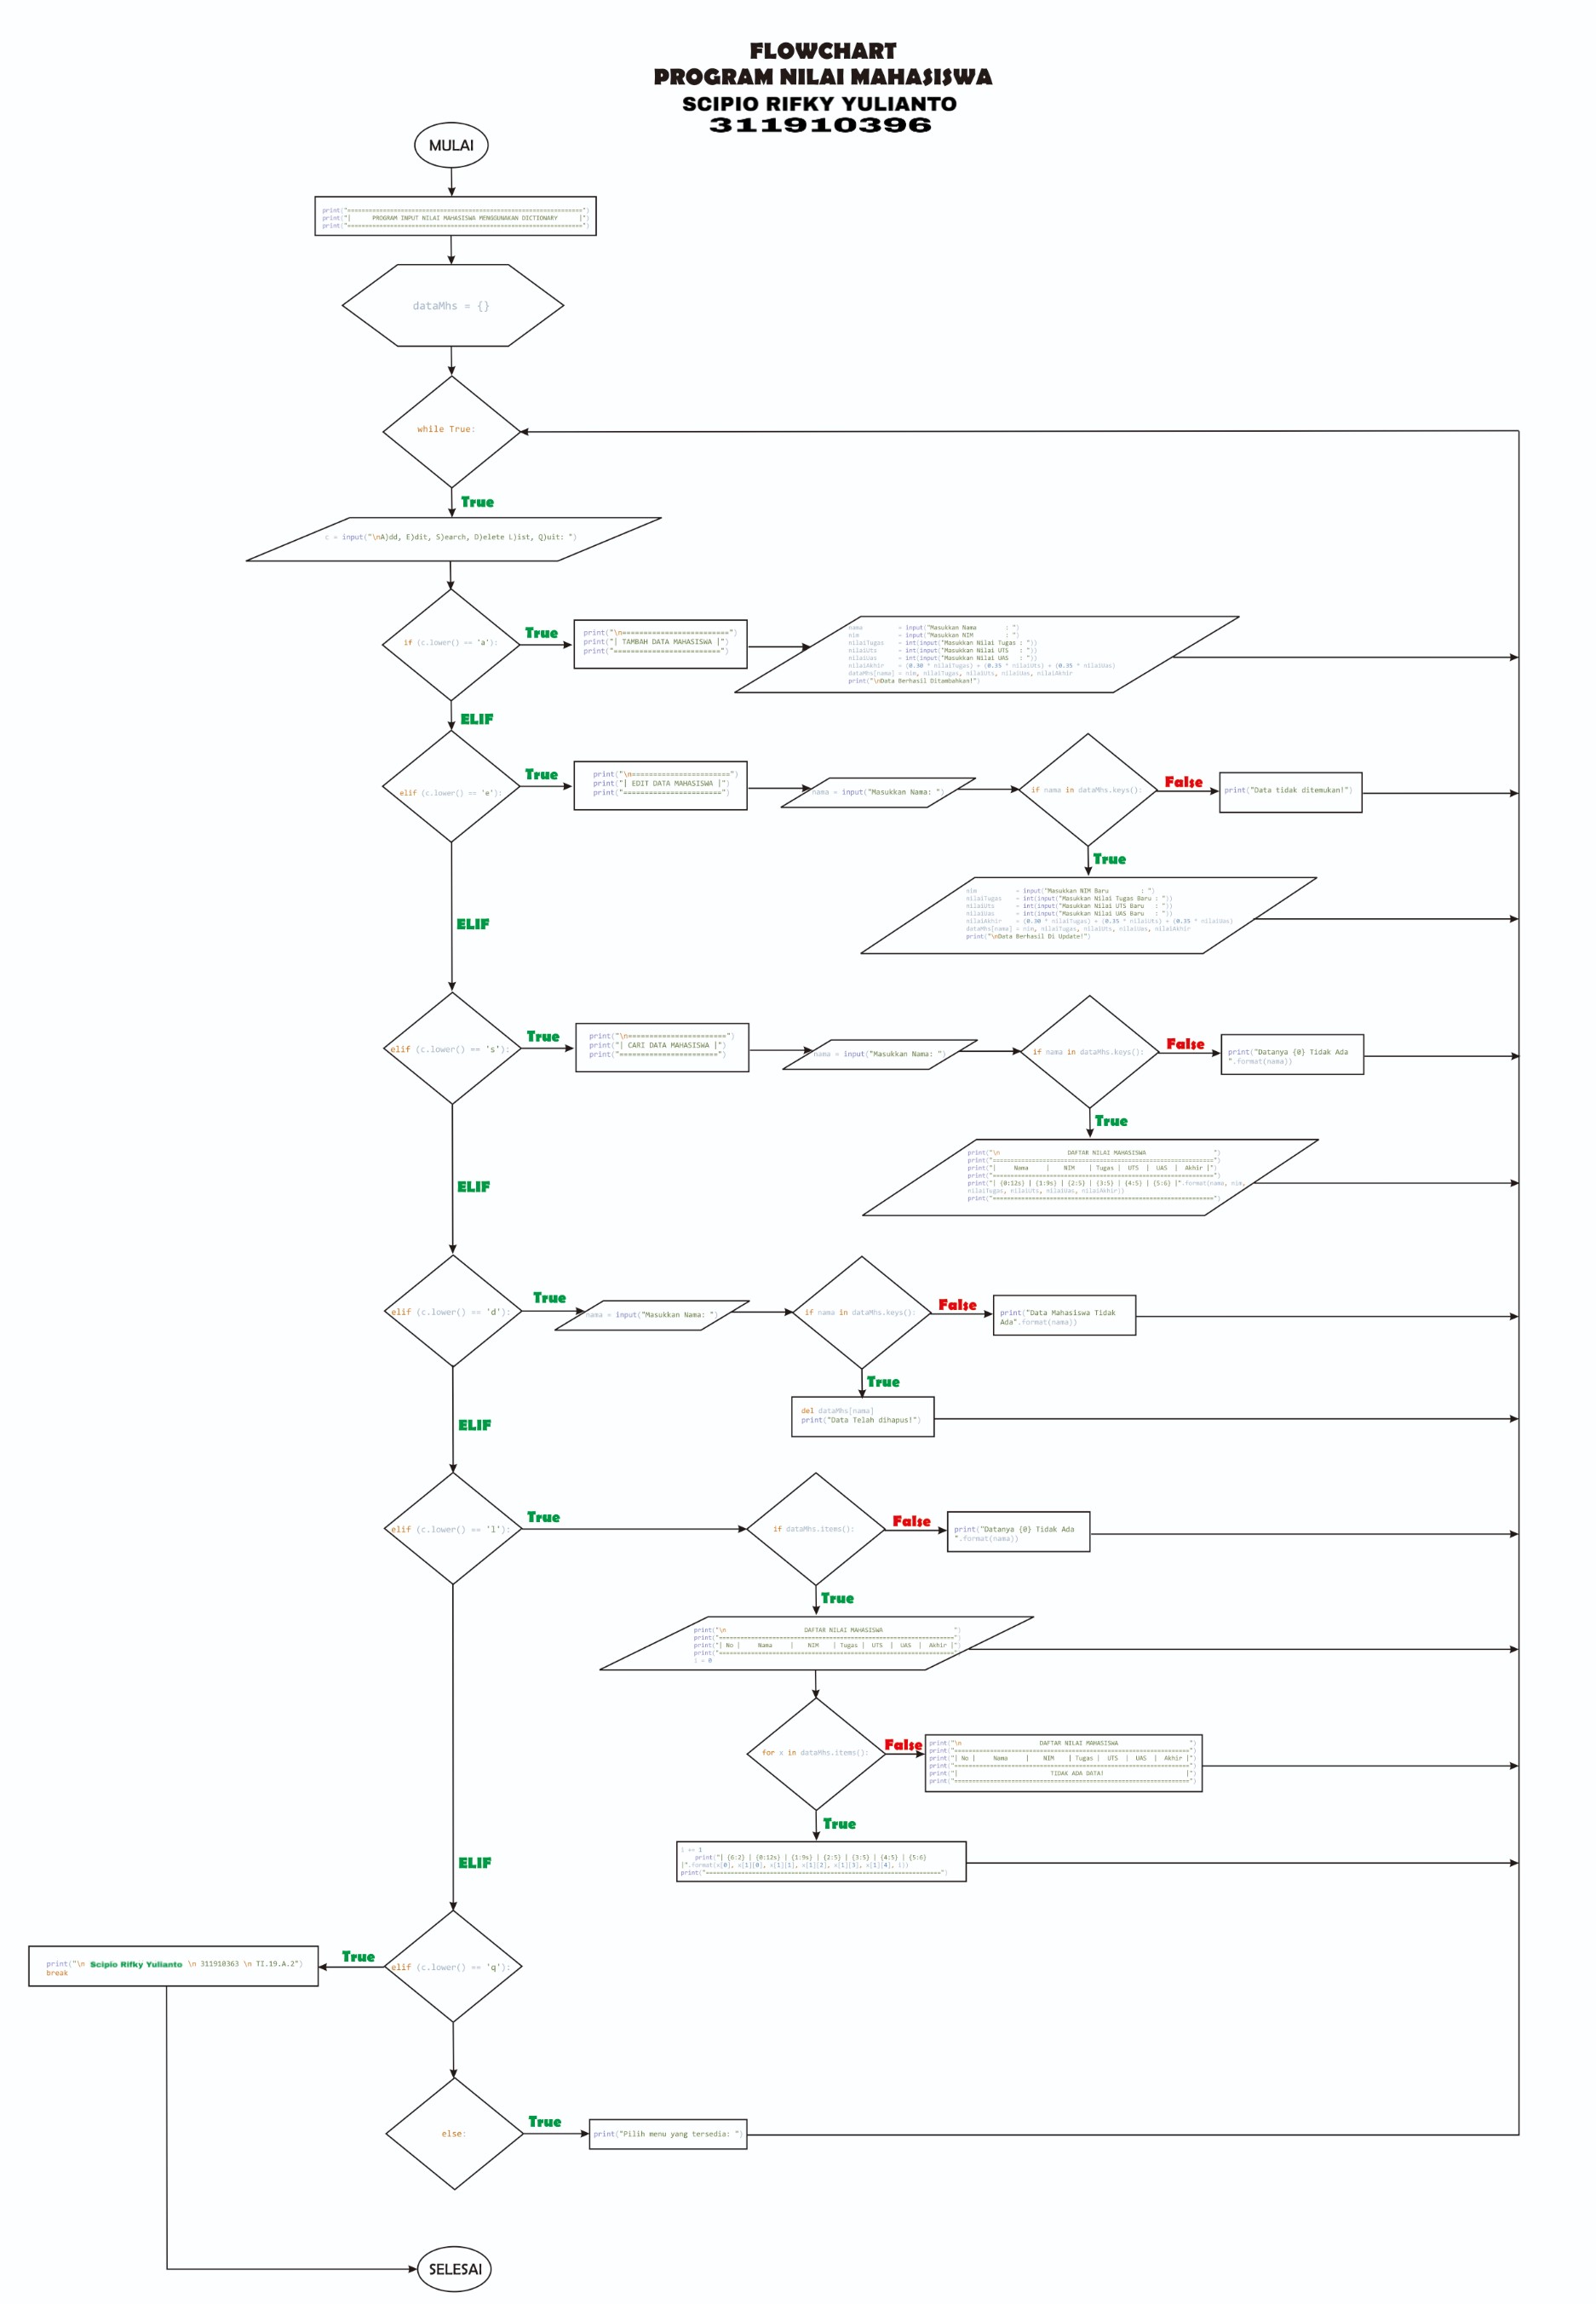 FLOWCHART
PROGRAM NILAI MAHASISWA
SCIPIO RIFKY YULIANTO
311910396
MULAI
print("==================================================================")
print("|      PROGRAM INPUT NILAI MAHASISWA MENGGUNAKAN DICTIONARY      |")
print("==================================================================")
dataMhs = {}
while True:
True
c = input("\nA)dd, E)dit, S)earch, D)elete L)ist, Q)uit: ")
if (c.lower() == 'a'):
True
print("\n=========================")
print("| TAMBAH DATA MAHASISWA |")
print("=========================")
nama          = input("Masukkan Nama        : ")
nim           = input("Masukkan NIM         : ")
nilaiTugas    = int(input("Masukkan Nilai Tugas : "))
nilaiUts      = int(input("Masukkan Nilai UTS   : "))
nilaiUas      = int(input("Masukkan Nilai UAS   : "))
nilaiAkhir    = (0.30 * nilaiTugas) + (0.35 * nilaiUts) + (0.35 * nilaiUas)
dataMhs[nama] = nim, nilaiTugas, nilaiUts, nilaiUas, nilaiAkhir
print("\nData Berhasil Ditambahkan!")
ELIF
elif (c.lower() == 'e'):
True
print("\n=======================")
print("| EDIT DATA MAHASISWA |")
print("=======================")
nama = input("Masukkan Nama: ")
if nama in dataMhs.keys():
False
print("Data tidak ditemukan!")
True
nim           = input("Masukkan NIM Baru         : ")
nilaiTugas    = int(input("Masukkan Nilai Tugas Baru : "))
nilaiUts      = int(input("Masukkan Nilai UTS Baru   : "))
nilaiUas      = int(input("Masukkan Nilai UAS Baru   : "))
nilaiAkhir    = (0.30 * nilaiTugas) + (0.35 * nilaiUts) + (0.35 * nilaiUas)
dataMhs[nama] = nim, nilaiTugas, nilaiUts, nilaiUas, nilaiAkhir
print("\nData Berhasil Di Update!")
ELIF
elif (c.lower() == 's'):
True
print("\n=======================")
print("| CARI DATA MAHASISWA |")
print("=======================")
nama = input("Masukkan Nama: ")
if nama in dataMhs.keys():
False
print("Datanya {0} Tidak Ada
".format(nama))
True
print("\n                   DAFTAR NILAI MAHASISWA                   ")
print("==============================================================")
print("|     Nama     |    NIM    | Tugas |  UTS  |  UAS  |  Akhir |")
print("==============================================================")
print("| {0:12s} | {1:9s} | {2:5} | {3:5} | {4:5} | {5:6} |".format(nama, nim,
nilaiTugas, nilaiUts, nilaiUas, nilaiAkhir))
print("==============================================================")
ELIF
elif (c.lower() == 'd'):
True
nama = input("Masukkan Nama: ")
if nama in dataMhs.keys():
False
print("Data Mahasiswa Tidak
Ada".format(nama))
True
del dataMhs[nama]
print("Data Telah dihapus!")
ELIF
elif (c.lower() == 'l'):
True
if dataMhs.items():
False
print("Datanya {0} Tidak Ada
".format(nama))
True
print("\n                      DAFTAR NILAI MAHASISWA                    ")
print("==================================================================")
print("| No |     Nama     |    NIM    | Tugas |  UTS  |  UAS  |  Akhir |")
print("==================================================================
i = 0
for x in dataMhs.items():
False
print("\n                      DAFTAR NILAI MAHASISWA                    ")
print("==================================================================")
print("| No |     Nama     |    NIM    | Tugas |  UTS  |  UAS  |  Akhir |")
print("==================================================================")
print("|                          TIDAK ADA DATA!                       |")
print("==================================================================")
True
i += 1
print("| {6:2} | {0:12s} | {1:9s} | {2:5} | {3:5} | {4:5} | {5:6}
|".format(x[0], x[1][0], x[1][1], x[1][2], x[1][3], x[1][4], i))
print("==================================================================")
ELIF
elif (c.lower() == 'q'):
True
print("\n Scipio Rifky Yulianto \n 311910363 \n TI.19.A.2")
break
else:
True
print("Pilih menu yang tersedia: ")
SELESAI